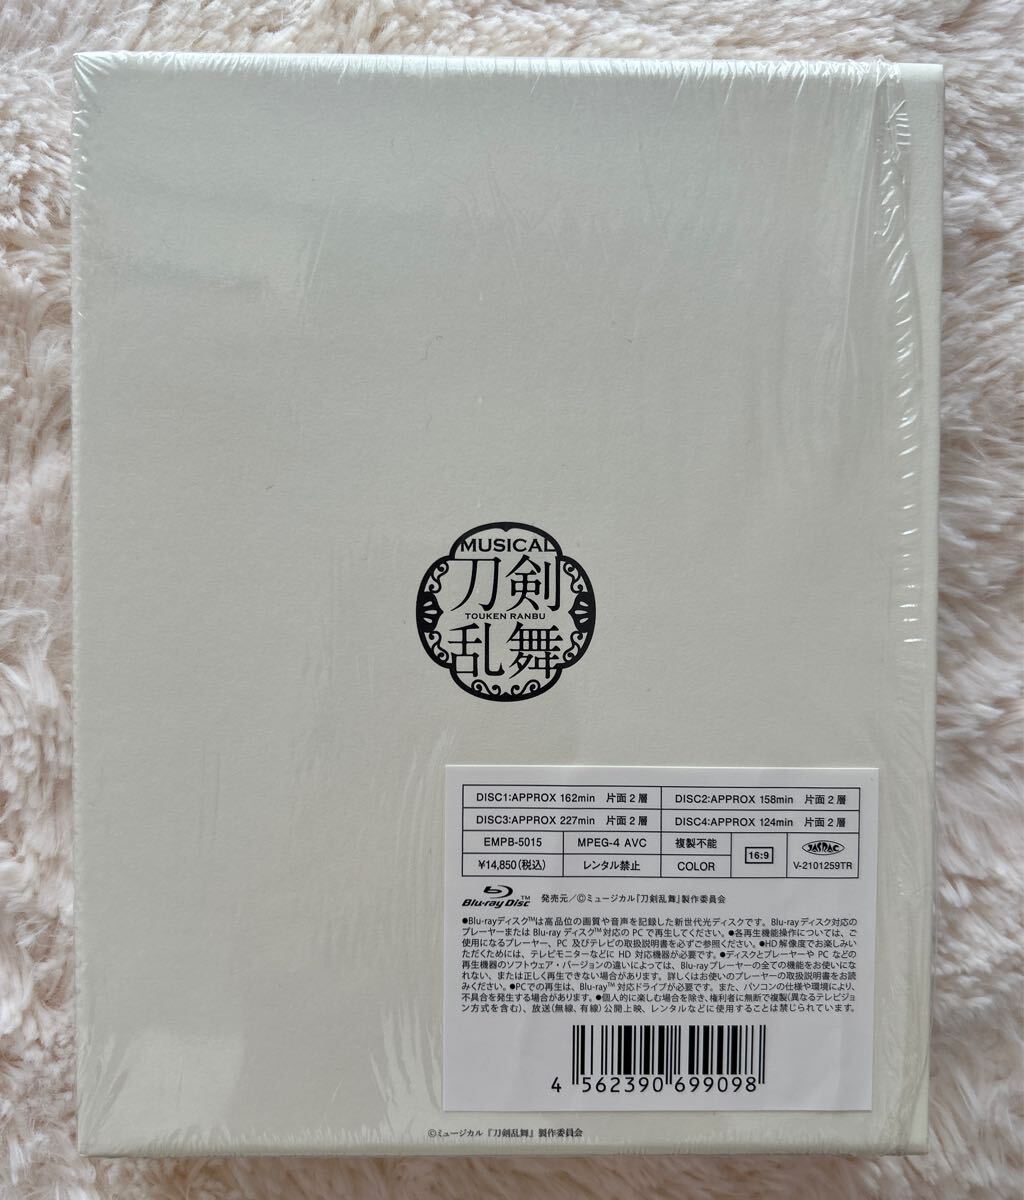 MUSICAL
刀剣
TOUKEN RANBU
乱舞
DISC1:APPROX 162min 片面2層 DISC2:APPROX 158min 片面2層
DISC3:APPROX 227min 片面2層 DISC4:APPROX 124min 片面2層
EMPB-5015 MPEG-4 AVC 複製不能 16:9 JASRAC
¥14,850(税込) レンタル禁止 COLOR V-2101259TR
Blu-ray Disc™ 発売元/©ミュージカル『刀剣乱舞』製作委員会
●Blu-rayディスク™は高品位の画質や音声を記録した新世代光ディスクです。Blu-rayディスク対応の
プレーヤーまたは Blu-ray ディスク™対応の PC で再生してください。●各再生機能操作については、ご
使用になるプレーヤー、PC 及びテレビの取扱説明書を必ずご参照ください。●HD解像度でお楽しみい
ただくためには、テレビモニターなどに HD 対応機器が必要です。●ディスクとプレーヤーや PC などの
再生機器のソフトウェア・バージョンの違いによっては、Blu-rayプレーヤーの全ての機能をお使いにな
れない、または正しく再生できない場合があります。詳しくはお使いのプレーヤーの取扱説明書をお読
みください。●PCでの再生は、Blu-ray™ 対応ドライブが必要です。また、パソコンの仕様や環境により、
不具合を発生する場合があります。●個人的に楽しむ場合を除き、権利者に無断で複製(異なるテレビジョ
ン方式を含む)、放送(無線、有線)公開上映、レンタルなどに使用することは禁じられています。
4 562390 699098
©ミュージカル『刀剣乱舞』製作委員会